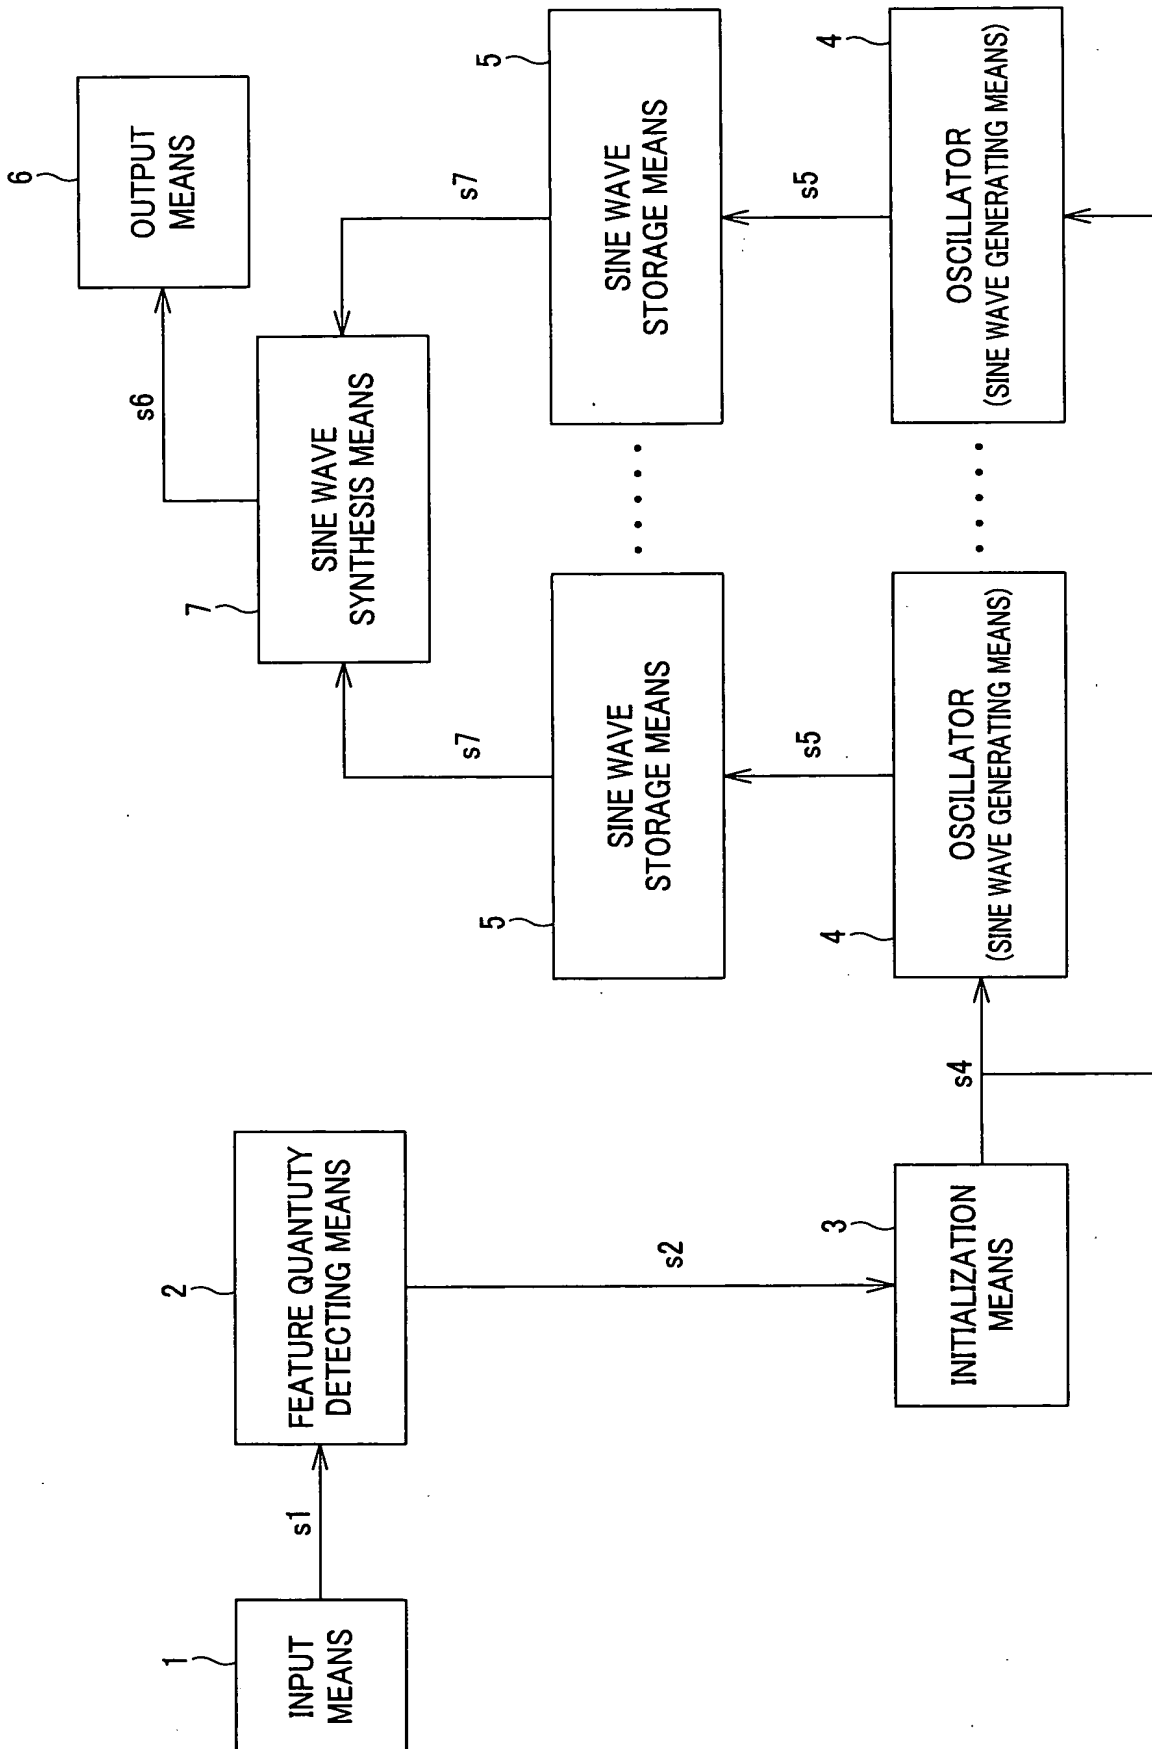 1
INPUT
MEANS
s1
2
FEATURE QUANTUTY
DETECTING MEANS
s2
3
INITIALIZATION
MEANS
s4
4
OSCILLATOR
(SINE WAVE GENERATING MEANS)
s5
5
SINE WAVE
STORAGE MEANS
s7
4
OSCILLATOR
(SINE WAVE GENERATING MEANS)
s5
5
SINE WAVE
STORAGE MEANS
s7
7
SINE WAVE
SYNTHESIS MEANS
s6
6
OUTPUT
MEANS